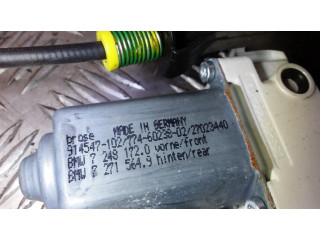 MADE IN GERMANY
brose
914547-102/774-60238-02/27023440
BMW 7 248 172.0 vorne/front
BMW 7 271 564.9 hinten/rear